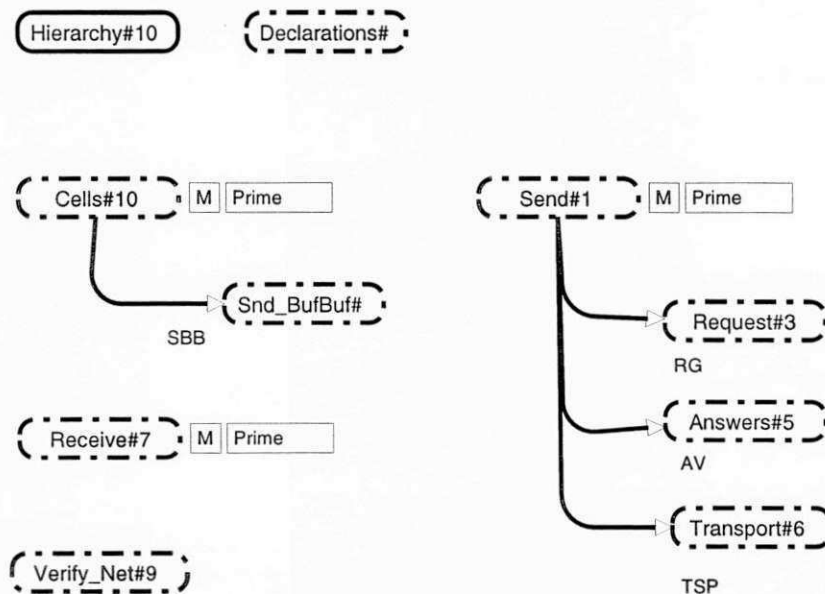 Hierarchy#10 Declarations#
Cells#10 M Prime Send#1 M Prime
Snd_BufBuf# Request#3
SBB
RG
Receive#7 M Prime Answers#5
AV
Transport#6
Verify_Net#9
TSP